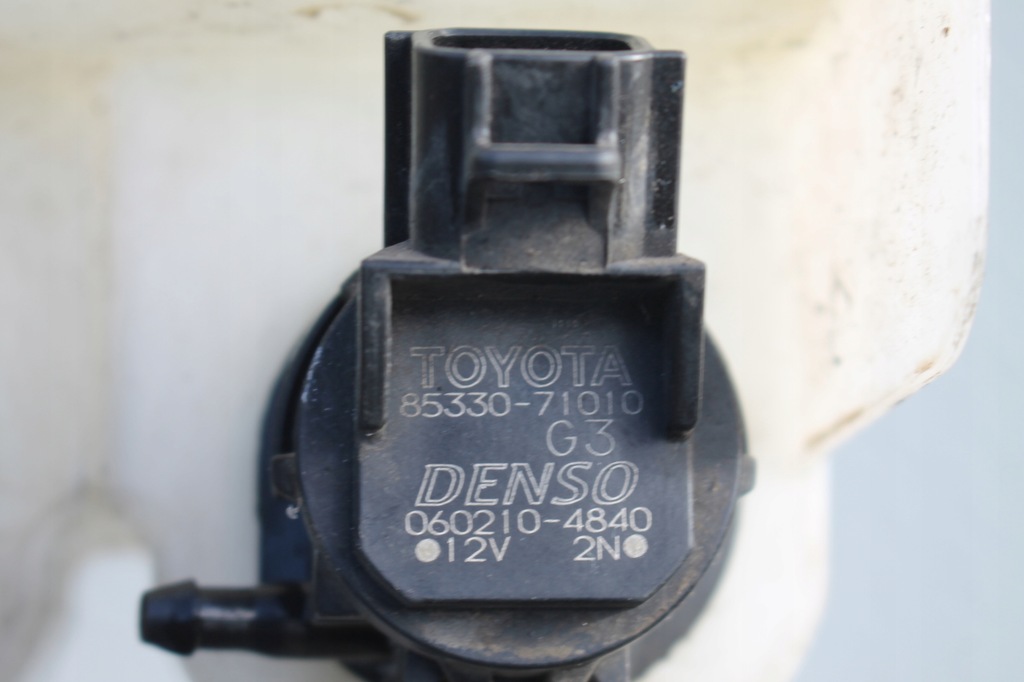 TOYOTA
85330-71010
G3
DENSO
060210-4840
●12V 2N●